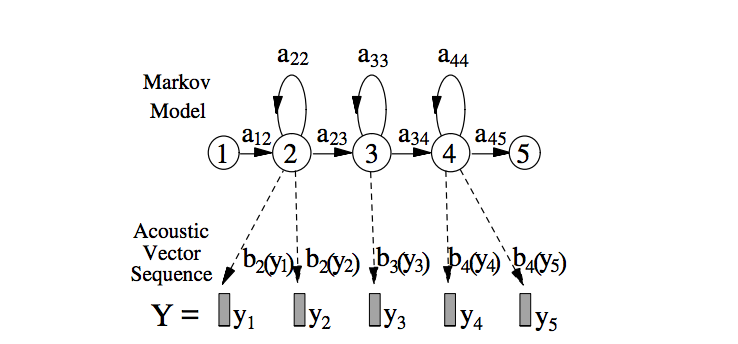 a22 a33 a44
Markov
Model
a12 a23 a34 a45
1 2 3 4 5
Acoustic
Vector
Sequence
b2(y1) b2(y2) b3(y3) b4(y4) b4(y5)
Y = y1 y2 y3 y4 y5